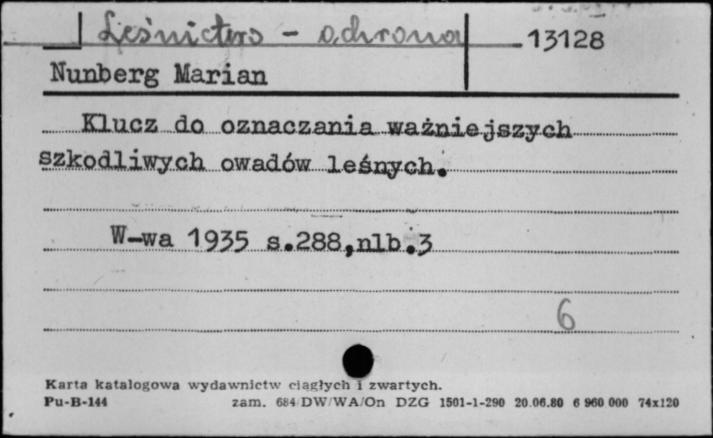 Leśnictwo - ochrona 13128
Nunberg Marian
Klucz do oznaczania ważniejszych
szkodliwych owadów leśnych.
W-wa 1935 s.288,nlb.3
6
Karta katalogowa wydawnictw ciągłych i zwartych.
Pu-B-144 zam. 684/DW/WA/On DZG 1501-1-290 20.06.80 6 960 000 74x120